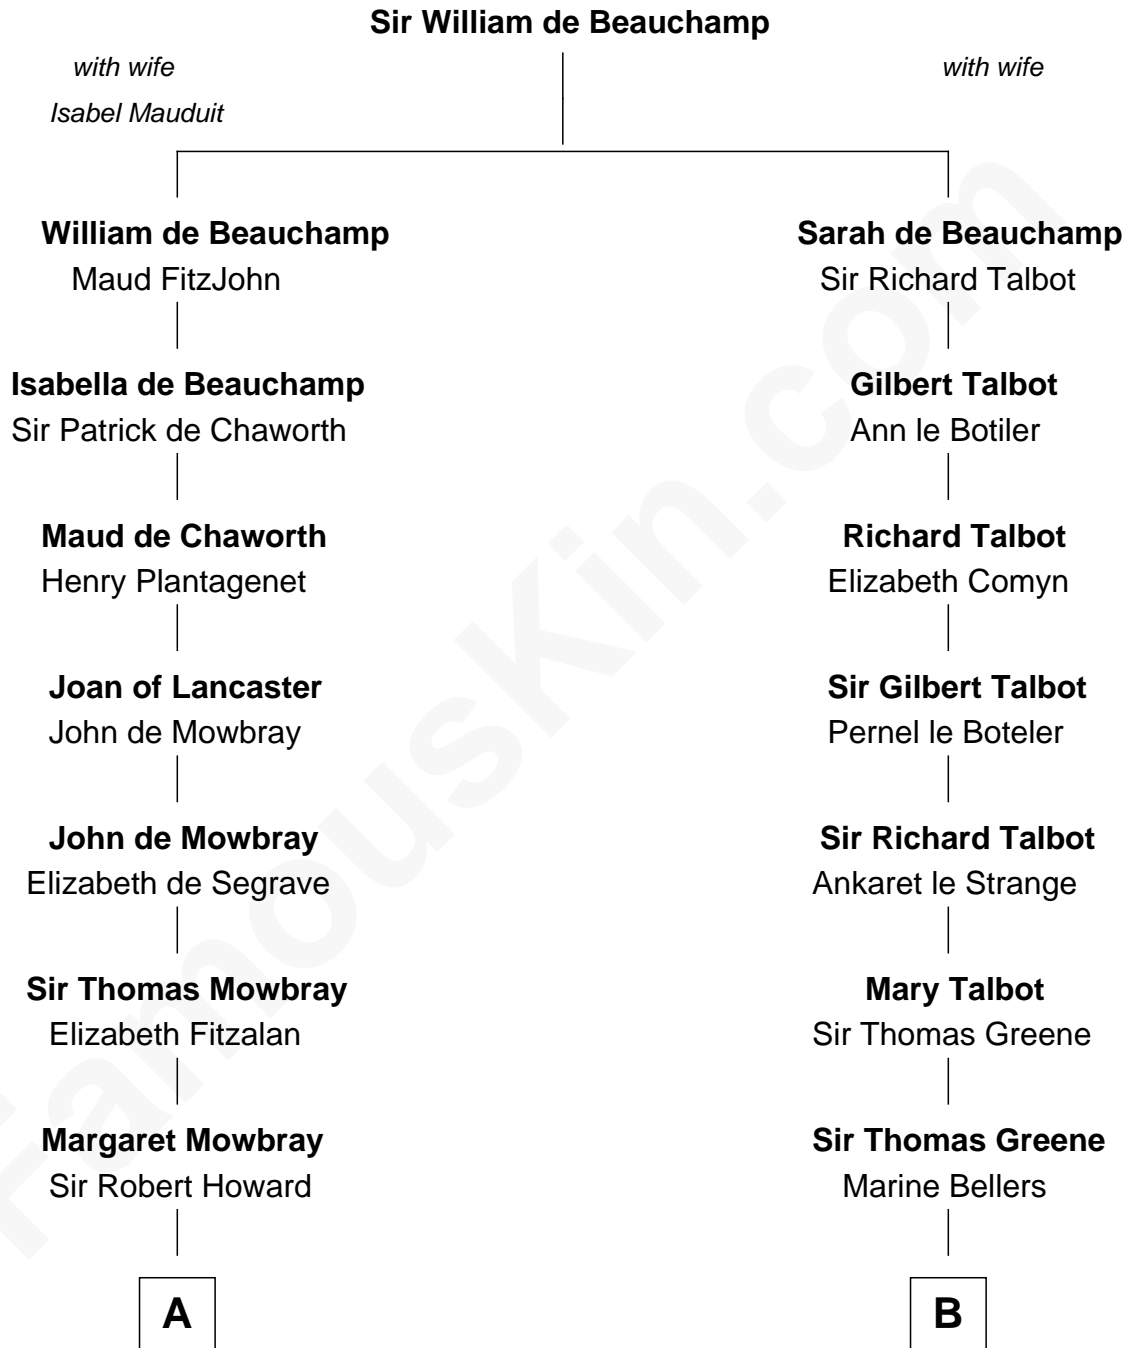 Sir William de Beauchamp
with wife
Isabel Mauduit
with wife
William de Beauchamp
Maud FitzJohn
Sarah de Beauchamp
Sir Richard Talbot
Isabella de Beauchamp
Sir Patrick de Chaworth
Gilbert Talbot
Ann le Botiler
Maud de Chaworth
Henry Plantagenet
Richard Talbot
Elizabeth Comyn
Joan of Lancaster
John de Mowbray
Sir Gilbert Talbot
Pernel le Boteler
John de Mowbray
Elizabeth de Segrave
Sir Richard Talbot
Ankaret le Strange
Sir Thomas Mowbray
Elizabeth Fitzalan
Mary Talbot
Sir Thomas Greene
Margaret Mowbray
Sir Robert Howard
Sir Thomas Greene
Marine Bellers
A
B
FamousKin.com